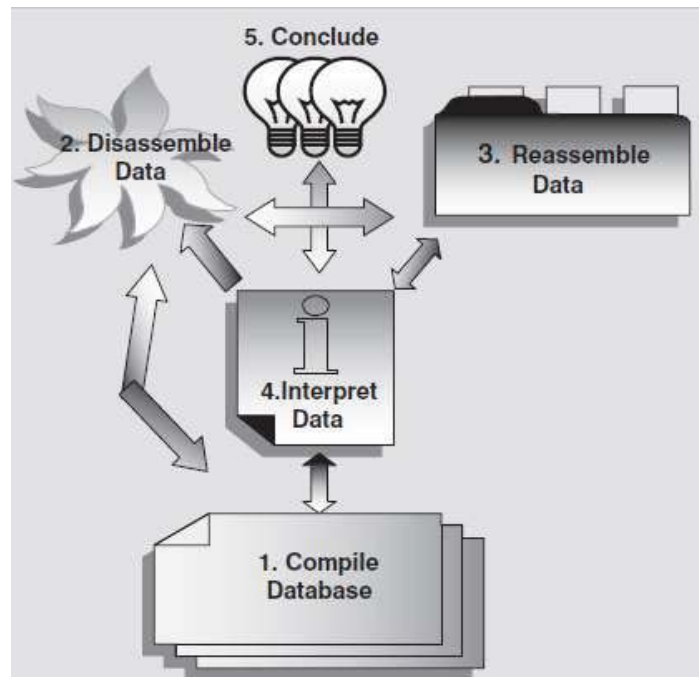 5. Conclude
2. Disassemble
Data
3. Reassemble
Data
4.Interpret
Data
1. Compile
Database